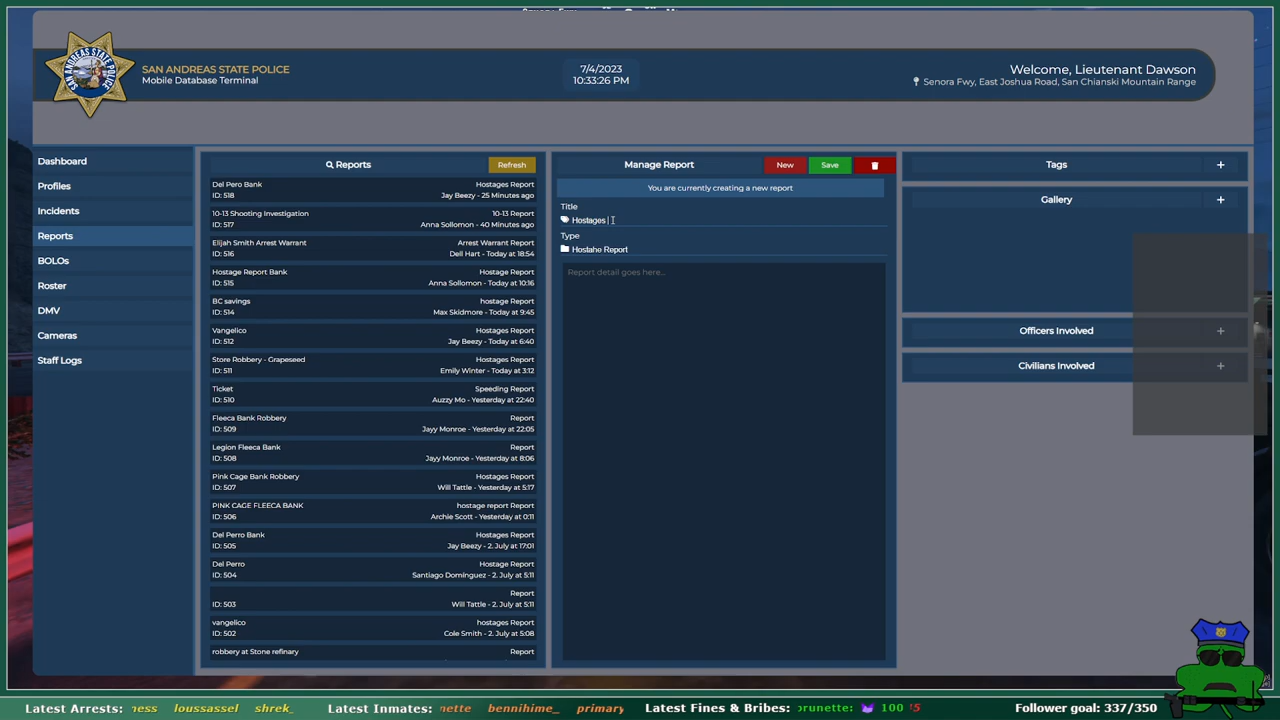 SAN ANDREAS STATE POLICE
Mobile Database Terminal
7/4/2023
10:33:26 PM
Welcome, Lieutenant Dawson
Senora Fwy, East Joshua Road, San Chianski Mountain Range
Dashboard
Profiles
Incidents
Reports
BOLOs
Roster
DMV
Cameras
Staff Logs
Reports
Refresh
Del Pero Bank Hostages Report
ID: 518 Jay Beezy - 25 Minutes ago
10-13 Shooting Investigation 10-13 Report
ID: 517 Anna Sollomon - 40 Minutes ago
Elijah Smith Arrest Warrant Arrest Warrant Report
ID: 516 Dell Hart - Today at 18:54
Hostage Report Bank Hostage Report
ID: 515 Anna Sollomon - Today at 10:16
BC savings hostage Report
ID: 514 Max Skidmore - Today at 9:45
Vangelico Hostages Report
ID: 512 Jay Beezy - Today at 6:40
Store Robbery - Grapeseed Hostages Report
ID: 511 Emily Winter - Today at 3:12
Ticket Speeding Report
ID: 510 Auzzy Mo - Yesterday at 22:40
Fleeca Bank Robbery Report
ID: 509 Jayy Monroe - Yesterday at 22:05
Legion Fleeca Bank Report
ID: 508 Jayy Monroe - Yesterday at 8:06
Pink Cage Bank Robbery Hostages Report
ID: 507 Will Tattle - Yesterday at 5:17
PINK CAGE FLEECA BANK hostage report Report
ID: 506 Archie Scott - Yesterday at 0:11
Del Perro Bank Hostages Report
ID: 505 Jay Beezy - 2. July at 17:01
Del Perro Hostage Report
ID: 504 Santiago Domínguez - 2. July at 5:11
Report
ID: 503 Will Tattle - 2. July at 5:11
vangelico hostages Report
ID: 502 Cole Smith - 2. July at 5:08
robbery at Stone refinary Report
Manage Report
New
Save
You are currently creating a new report
Title
Hostages
Type
Hostahe Report
Report detail goes here...
Tags +
Gallery +
Officers Involved +
Civilians Involved +
Latest Arrests: ness loussassel shrek_ Latest Inmates: nette bennihime_ primary Latest Fines & Bribes: prunette: 100 Follower goal: 337/350